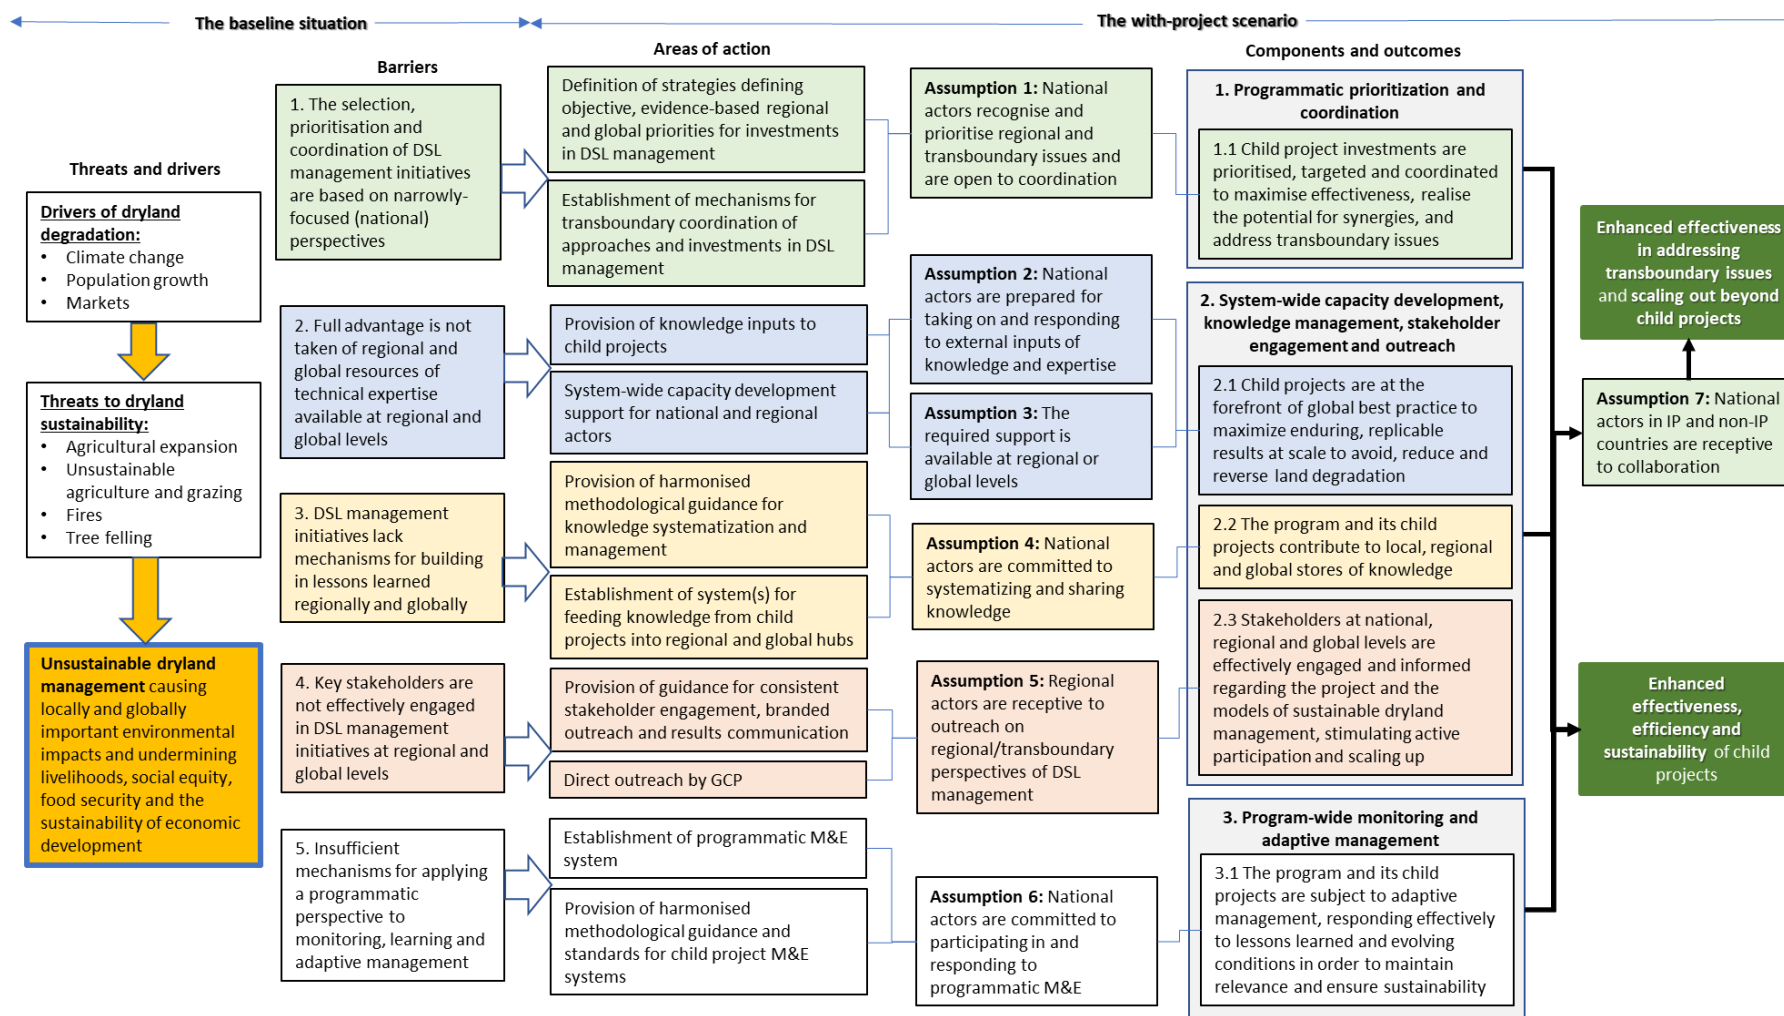 The baseline situation
The with-project scenario
Threats and drivers
Drivers of dryland
degradation:
• Climate change
• Population growth
• Markets
Threats to dryland
sustainability:
• Agricultural expansion
• Unsustainable
agriculture and grazing
• Fires
• Tree felling
Unsustainable dryland
management causing
locally and globally
important environmental
impacts and undermining
livelihoods, social equity,
food security and the
sustainability of economic
development
Barriers
1. The selection,
prioritisation and
coordination of DSL
management initiatives
are based on narrowly-
focused (national)
perspectives
2. Full advantage is not
taken of regional and
global resources of
technical expertise
available at regional and
global levels
3. DSL management
initiatives lack
mechanisms for building
in lessons learned
regionally and globally
4. Key stakeholders are
not effectively engaged
in DSL management
initiatives at regional and
global levels
5. Insufficient
mechanisms for applying
a programmatic
perspective to
monitoring, learning and
adaptive management
Areas of action
Definition of strategies defining
objective, evidence-based regional
and global priorities for investments
in DSL management
Establishment of mechanisms for
transboundary coordination of
approaches and investments in DSL
management
Provision of knowledge inputs to
child projects
System-wide capacity development
support for national and regional
actors
Provision of harmonised
methodological guidance for
knowledge systematization and
management
Establishment of system(s) for
feeding knowledge from child
projects into regional and global hubs
Provision of guidance for consistent
stakeholder engagement, branded
outreach and results communication
Direct outreach by GCP
Establishment of programmatic M&E
system
Provision of harmonised
methodological guidance and
standards for child project M&E
systems
Assumption 1: National
actors recognise and
prioritise regional and
transboundary issues and
are open to coordination
Assumption 2: National
actors are prepared for
taking on and responding
to external inputs of
knowledge and expertise
Assumption 3: The
required support is
available at regional or
global levels
Assumption 4: National
actors are committed to
systematizing and sharing
knowledge
Assumption 5: Regional
actors are receptive to
outreach on
regional/transboundary
perspectives of DSL
management
Assumption 6: National
actors are committed to
participating in and
responding to
programmatic M&E
Components and outcomes
1. Programmatic prioritization and
coordination
1.1 Child project investments are
prioritised, targeted and coordinated
to maximise effectiveness, realise
the potential for synergies, and
address transboundary issues
2. System-wide capacity development,
knowledge management, stakeholder
engagement and outreach
2.1 Child projects are at the
forefront of global best practice to
maximize enduring, replicable
results at scale to avoid, reduce and
reverse land degradation
2.2 The program and its child
projects contribute to local, regional
and global stores of knowledge
2.3 Stakeholders at national,
regional and global levels are
effectively engaged and informed
regarding the project and the
models of sustainable dryland
management, stimulating active
participation and scaling up
3. Program-wide monitoring and
adaptive management
3.1 The program and its child
projects are subject to adaptive
management, responding effectively
to lessons learned and evolving
conditions in order to maintain
relevance and ensure sustainability
Enhanced effectiveness
in addressing
transboundary issues
and scaling out beyond
child projects
Assumption 7: National
actors in IP and non-IP
countries are receptive
to collaboration
Enhanced
effectiveness,
efficiency and
sustainability of child
projects